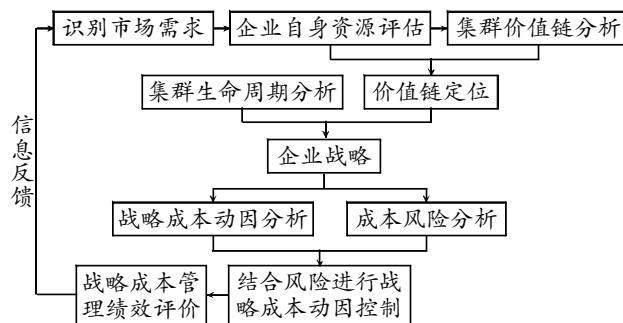 识别市场需求
企业自身资源评估
集群价值链分析
集群生命周期分析
价值链定位
信息反馈
企业战略
战略成本动因分析
成本风险分析
战略成本管
理绩效评价
结合风险进行战
略成本动因控制